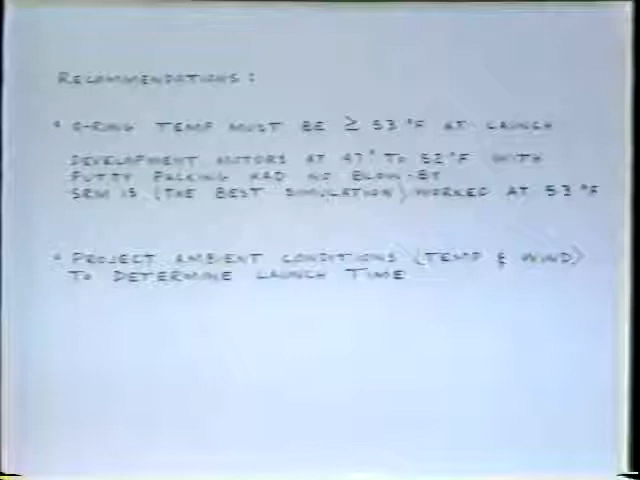 RECOMMENDATIONS:
• O-RING TEMP MUST BE ≥ 53 °F AT LAUNCH
DEVELOPMENT MOTORS AT 47° TO 52 °F WITH
PUTTY PACKING HAD NO BLOW-BY
SRM 15 (THE BEST SIMULATION) WORKED AT 53 °F
• PROJECT AMBIENT CONDITIONS (TEMP & WIND)
TO DETERMINE LAUNCH TIME